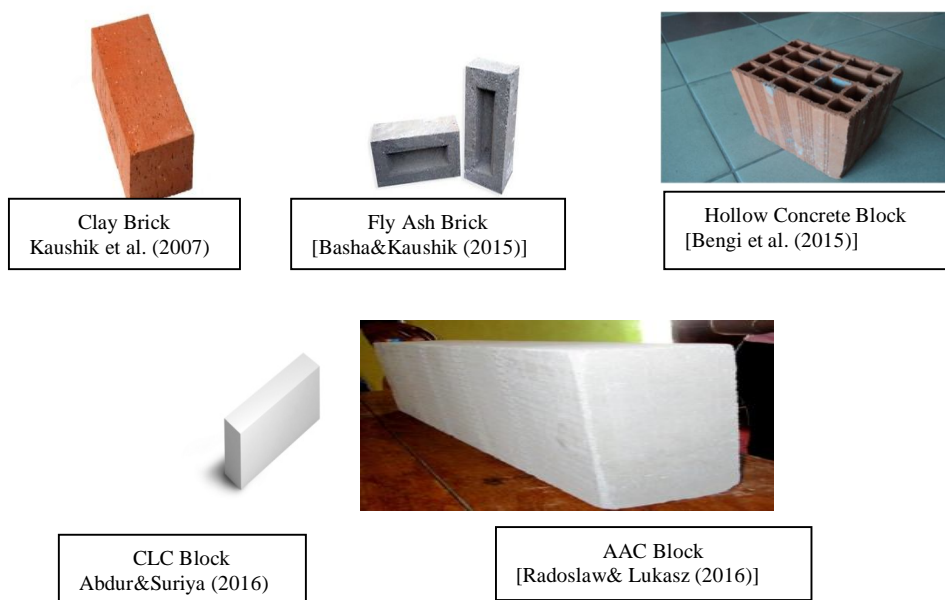 Clay Brick
Kaushik et al. (2007)
Fly Ash Brick
[Basha&Kaushik (2015)]
Hollow Concrete Block
[Bengi et al. (2015)]
CLC Block
Abdur&Suriya (2016)
AAC Block
[Radoslaw& Lukasz (2016)]